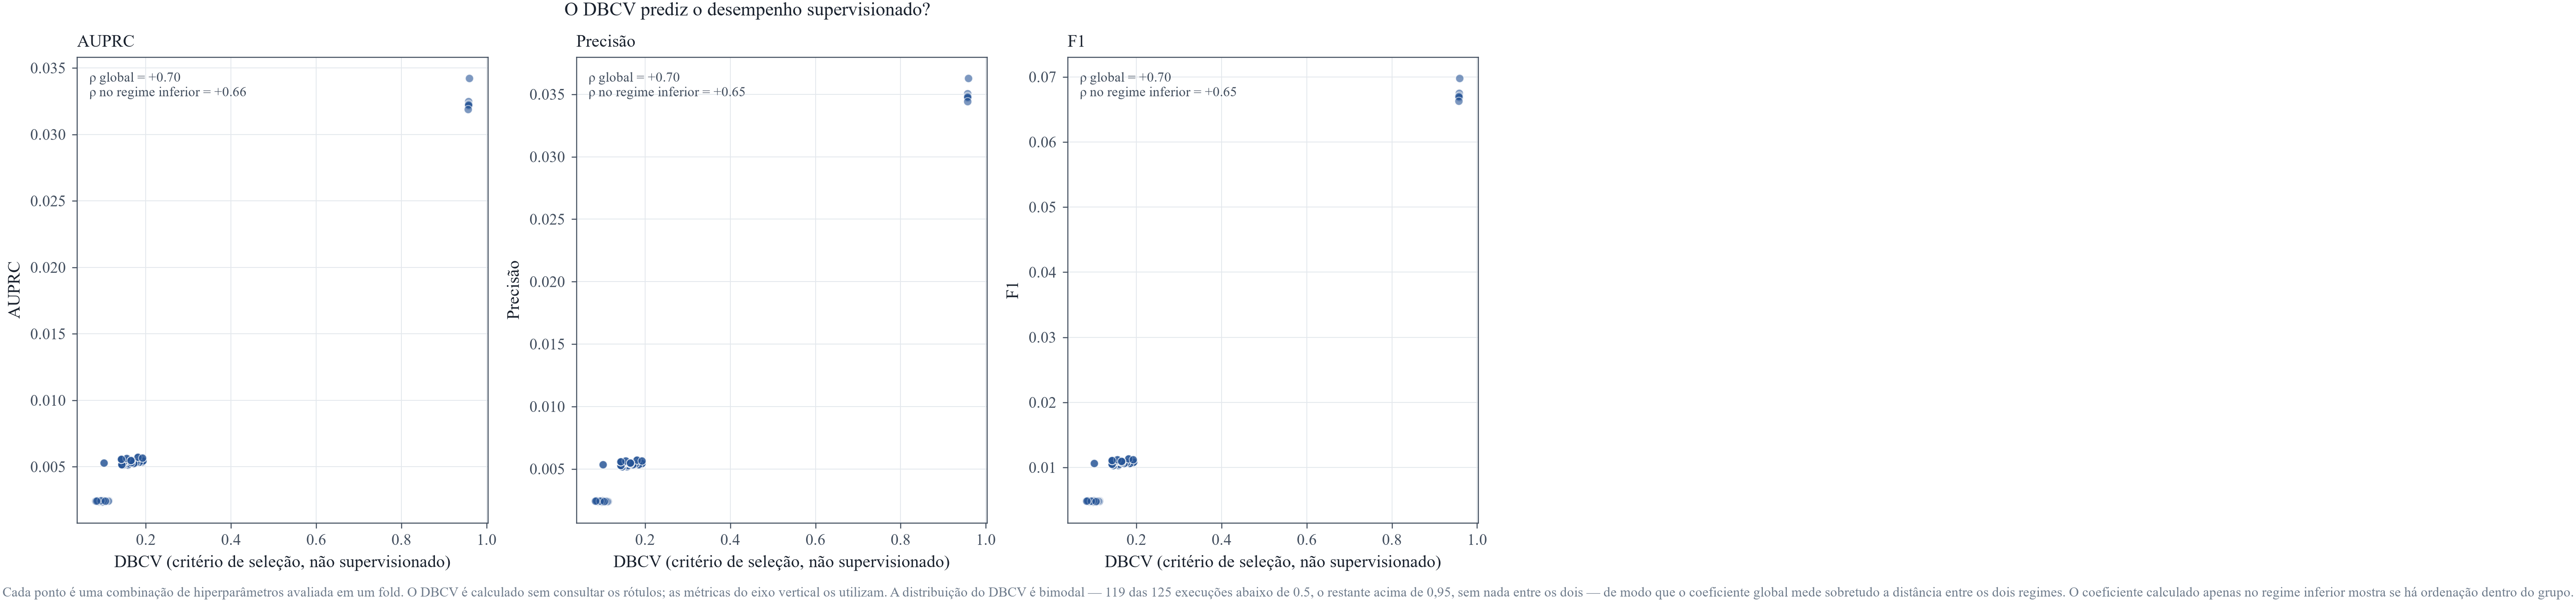 O DBCV prediz o desempenho supervisionado?
AUPRC
ρ global = +0.70
ρ no regime inferior = +0.66
0.035
0.030
0.025
0.020
0.015
0.010
0.005
AUPRC
0.2
0.4
0.6
0.8
1.0
DBCV (critério de seleção, não supervisionado)
Precisão
ρ global = +0.70
ρ no regime inferior = +0.65
0.035
0.030
0.025
0.020
0.015
0.010
0.005
Precisão
0.2
0.4
0.6
0.8
1.0
DBCV (critério de seleção, não supervisionado)
F1
ρ global = +0.70
ρ no regime inferior = +0.65
0.07
0.06
0.05
0.04
0.03
0.02
0.01
F1
0.2
0.4
0.6
0.8
1.0
DBCV (critério de seleção, não supervisionado)
Cada ponto é uma combinação de hiperparâmetros avaliada em um fold. O DBCV é calculado sem consultar os rótulos; as métricas do eixo vertical os utilizam. A distribuição do DBCV é bimodal — 119 das 125 execuções abaixo de 0.5, o restante acima de 0,95, sem nada entre os dois — de modo que o coeficiente global mede sobretudo a distância entre os dois regimes. O coeficiente calculado apenas no regime inferior mostra se há ordenação dentro do grupo.